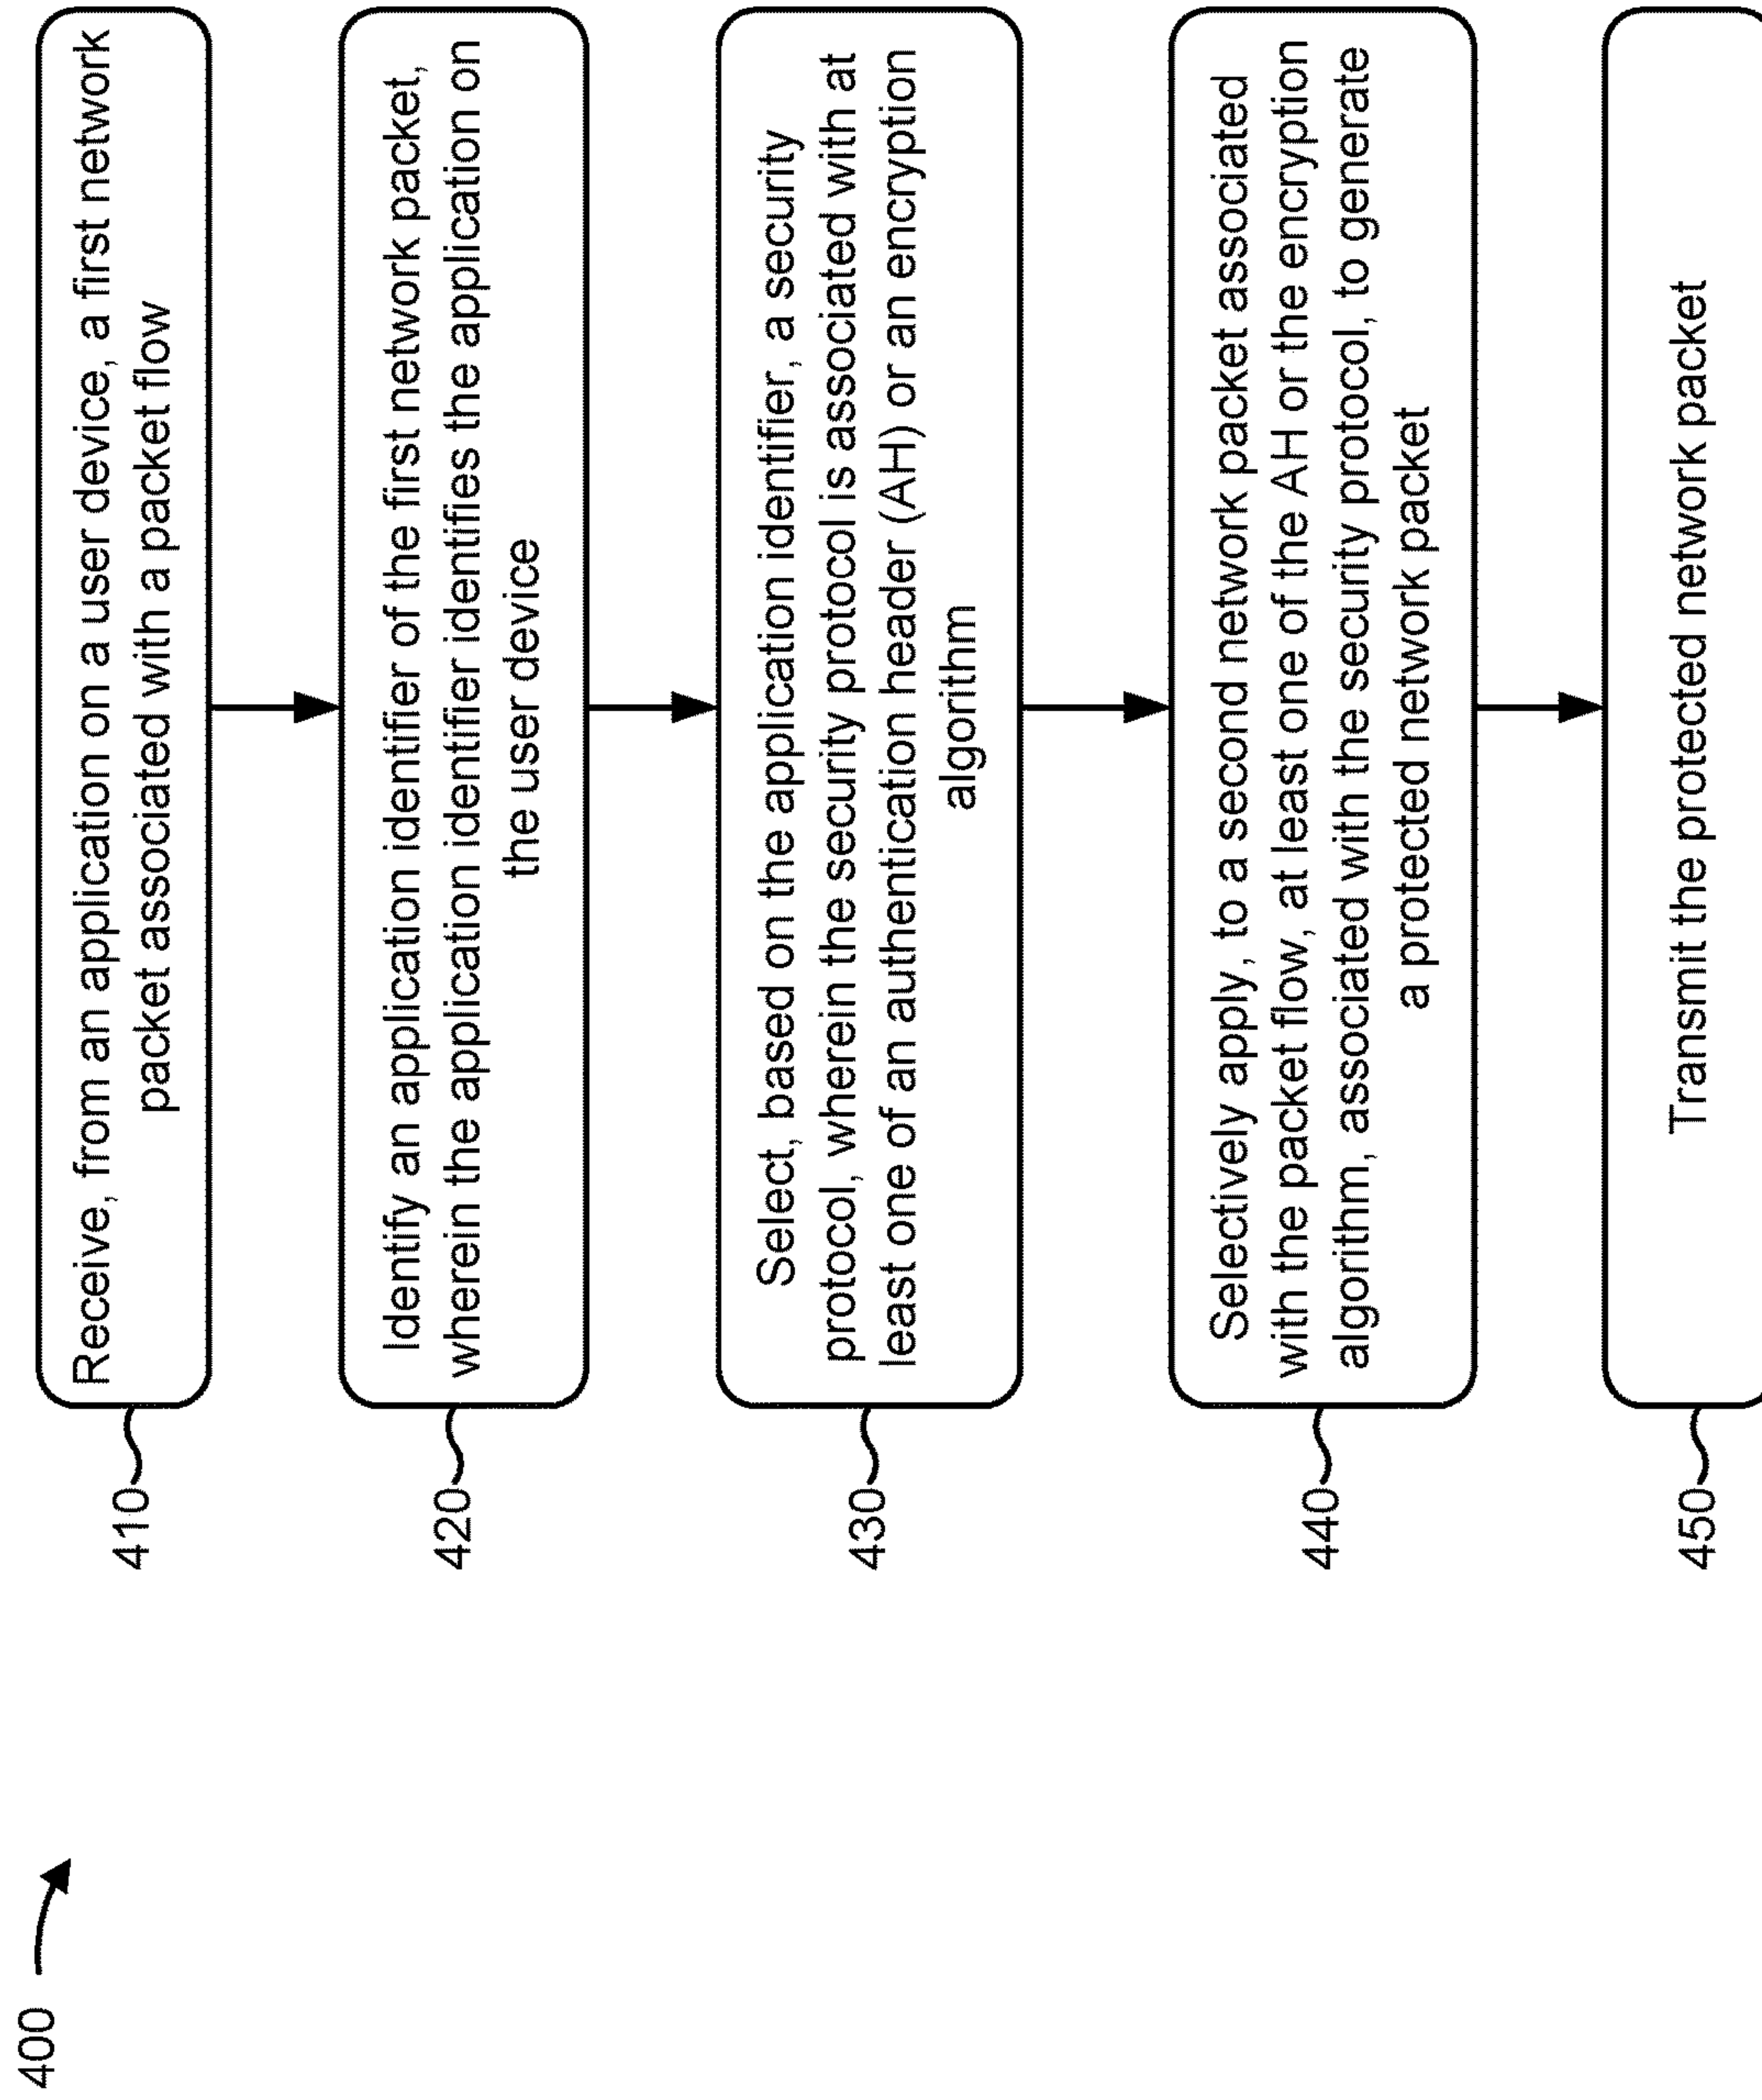 400
410
Receive, from an application on a user device, a first network
packet associated with a packet flow
420
Identify an application identifier of the first network packet,
wherein the application identifier identifies the application on
the user device
430
Select, based on the application identifier, a security
protocol, wherein the security protocol is associated with at
least one of an authentication header (AH) or an encryption
algorithm
440
Selectively apply, to a second network packet associated
with the packet flow, at least one of the AH or the encryption
algorithm, associated with the security protocol, to generate
a protected network packet
450
Transmit the protected network packet